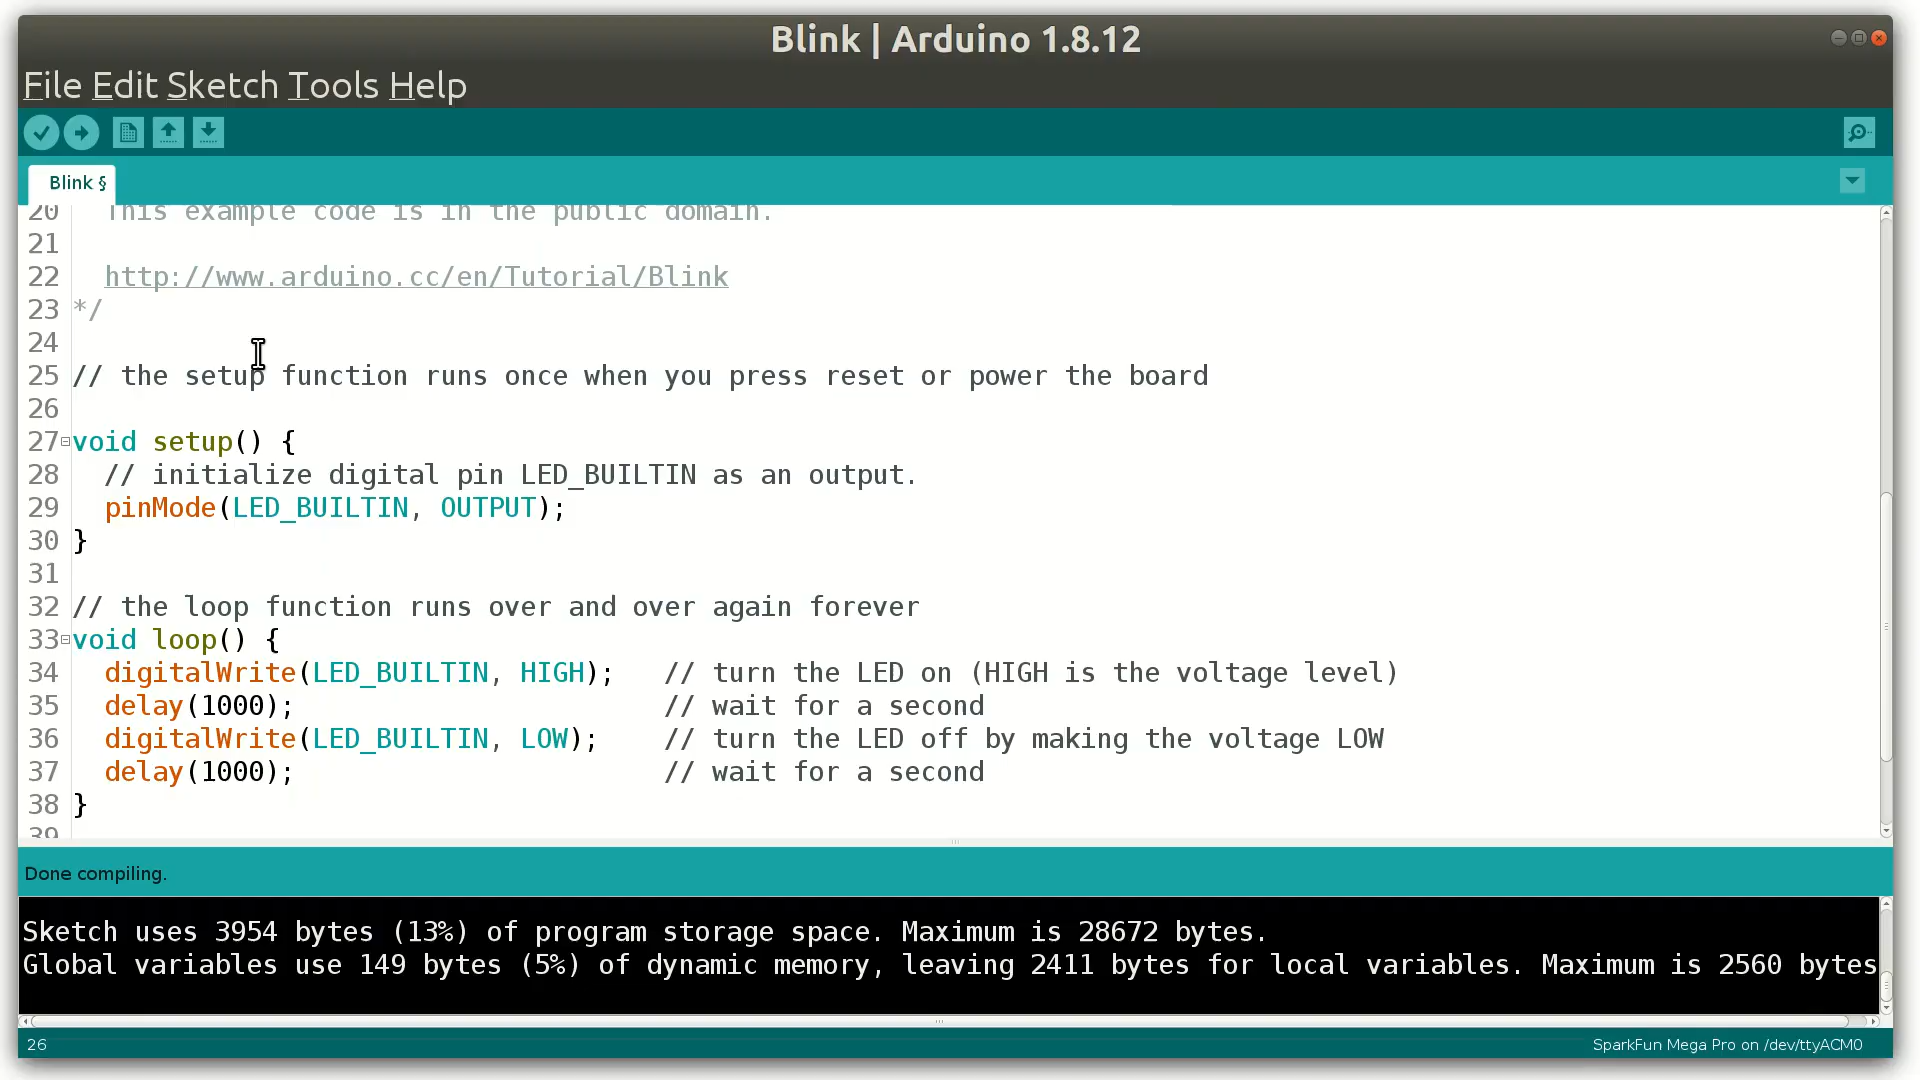 Blink | Arduino 1.8.12
File Edit Sketch Tools Help
Blink §
20 This example code is in the public domain.
21
22 http://www.arduino.cc/en/Tutorial/Blink
23 */
24
25 // the setup function runs once when you press reset or power the board
26
27 void setup() {
28 // initialize digital pin LED_BUILTIN as an output.
29 pinMode(LED_BUILTIN, OUTPUT);
30 }
31
32 // the loop function runs over and over again forever
33 void loop() {
34 digitalWrite(LED_BUILTIN, HIGH); // turn the LED on (HIGH is the voltage level)
35 delay(1000); // wait for a second
36 digitalWrite(LED_BUILTIN, LOW); // turn the LED off by making the voltage LOW
37 delay(1000); // wait for a second
38 }
39
Done compiling.
Sketch uses 3954 bytes (13%) of program storage space. Maximum is 28672 bytes.
Global variables use 149 bytes (5%) of dynamic memory, leaving 2411 bytes for local variables. Maximum is 2560 bytes
26
SparkFun Mega Pro on /dev/ttyACM0